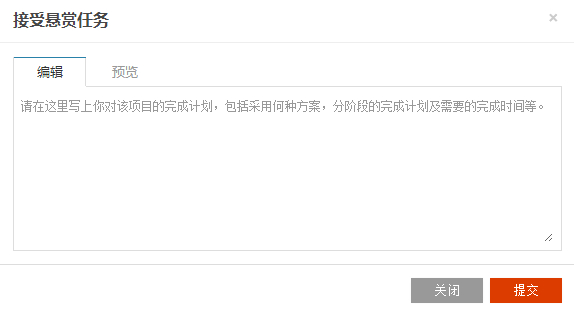 接受悬赏任务
×
编辑
预览
请在这里写上你对该项目的完成计划，包括采用何种方案，分阶段的完成计划及需要的完成时间等。
关闭
提交